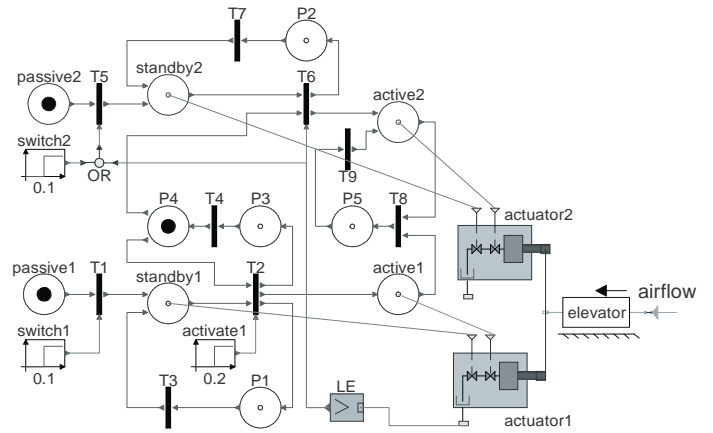 T7
P2
standby2
passive2
T5
T6
active2
switch2
0.1
OR
T9
P4
T4
P3
P5
T8
actuator2
passive1
T1
standby1
T2
active1
airflow
elevator
switch1
0.1
activate1
0.2
T3
P1
LE
actuator1